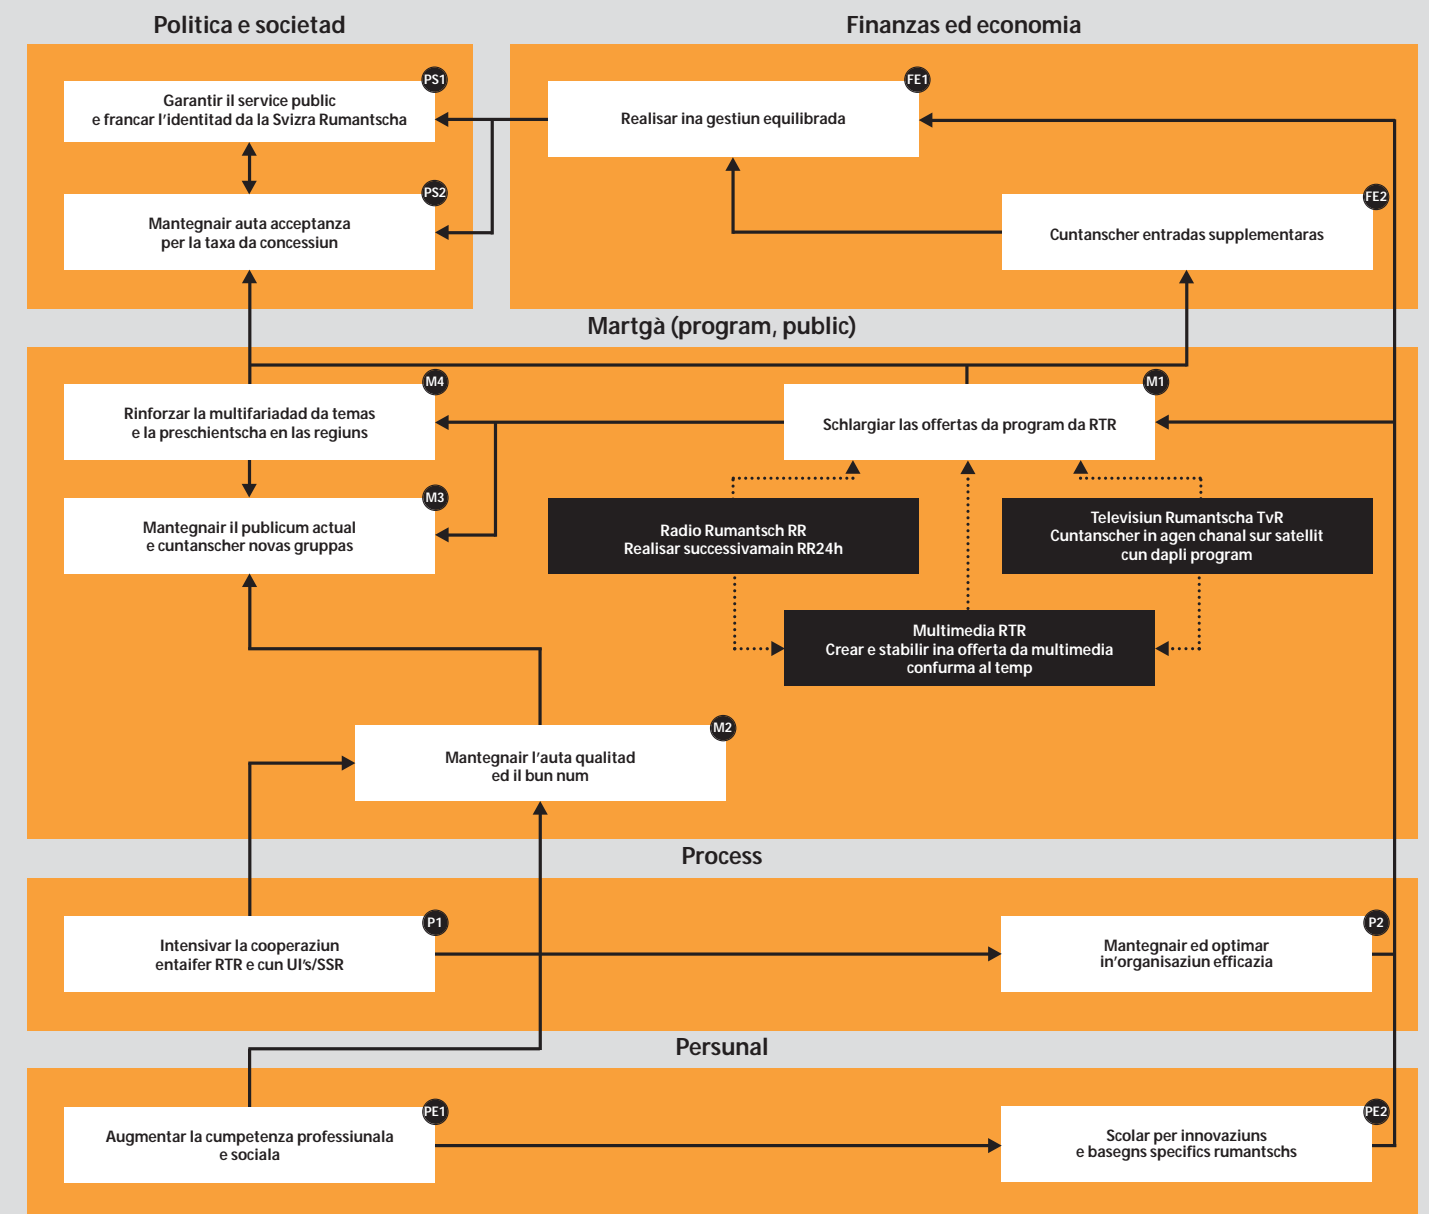 Politica e societad
PS1
Garantir il service public
e francar l'identitad da la Svizra Rumantscha
PS2
Mantegnair auta acceptanza
per la taxa da concessiun
Finanzas ed economia
FE1
Realisar ina gestiun equilibrada
FE2
Cuntanscher entradas supplementaras
Martgà (program, public)
M4
Rinforzar la multifariadad da temas
e la preschientscha en las regiuns
M1
Schlargiar las offertas da program da RTR
M3
Mantegnair il publicum actual
e cuntanscher novas gruppas
Radio Rumantsch RR
Realisar successivamain RR24h
Televisiun Rumantscha TvR
Cuntanscher in agen chanal sur satellit
cun dapli program
Multimedia RTR
Crear e stabilir ina offerta da multimedia
confurma al temp
M2
Mantegnair l'auta qualitad
ed il bun num
Process
P1
Intensivar la cooperaziun
entaifer RTR e cun UI's/SSR
P2
Mantegnair ed optimar
in'organisaziun efficazia
Persunal
PE1
Augmentar la cumpetenza professiunala
e sociala
PE2
Scolar per innovaziuns
e basegns specifics rumantschs